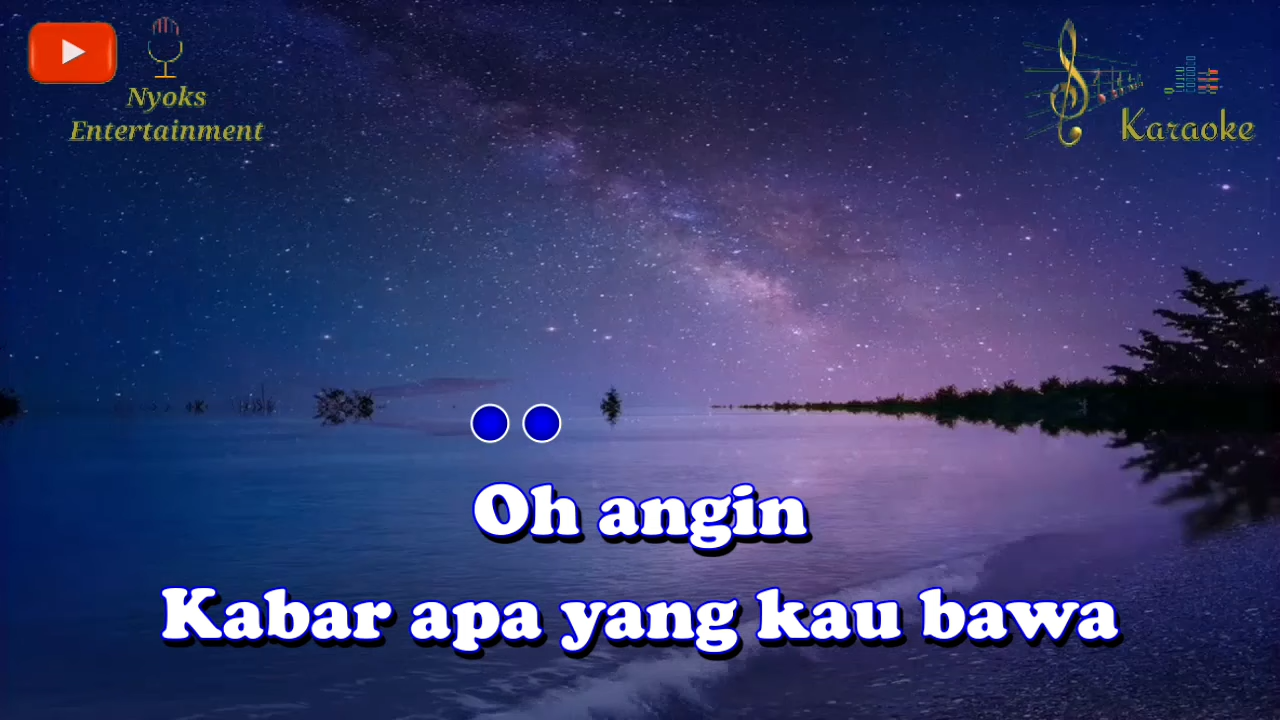 Nyoks
Entertainment
Karaoke
Oh angin
Kabar apa yang kau bawa